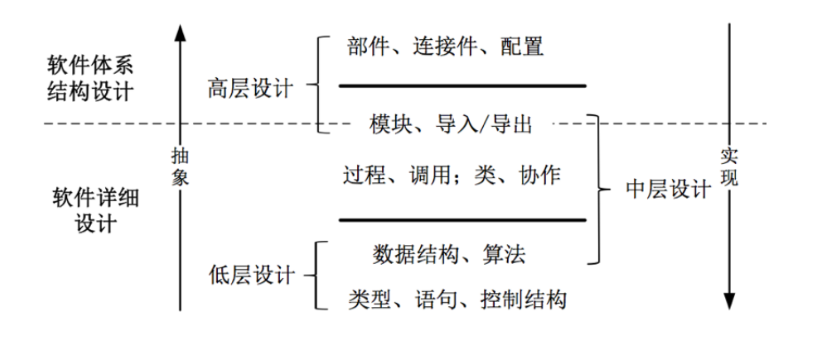 软件体系
结构设计
高层设计
部件、连接件、配置
模块、导入/导出
抽
象
实
现
软件详细
设计
过程、调用；类、协作
中层设计
低层设计
数据结构、算法
类型、语句、控制结构